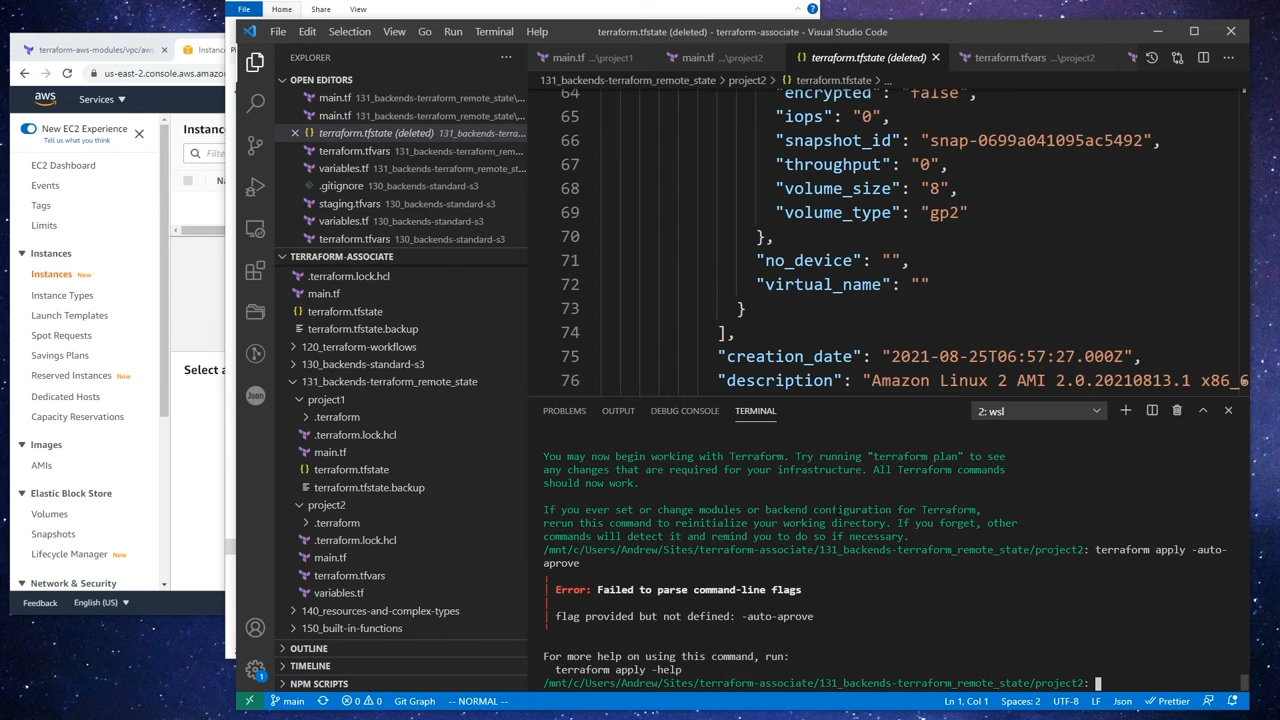 File
Home
Share
View
File
Edit
Selection
View
Go
Run
Terminal
Help
terraform.tfstate (deleted) - terraform-associate - Visual Studio Code
terraform-aws-modules/vpc/aws
us-east-2.console.aws.amazo
aws
Services
New EC2 Experience
Tell us what you think
EC2 Dashboard
Events
Tags
Limits
Instances
Instances New
Instance Types
Launch Templates
Spot Requests
Savings Plans
Reserved Instances New
Dedicated Hosts
Capacity Reservations
Images
AMIs
Elastic Block Store
Volumes
Snapshots
Lifecycle Manager New
Network & Security
Feedback
English (US)
Instanc
Filte
Select a
EXPLORER
OPEN EDITORS
main.tf 131_backends-terraform_remote_state\...
main.tf 131_backends-terraform_remote_state\...
terraform.tfstate (deleted) 131_backends-terra...
terraform.tfvars 131_backends-terraform_rem...
variables.tf 131_backends-terraform_remote_st...
.gitignore 130_backends-standard-s3
staging.tfvars 130_backends-standard-s3
variables.tf 130_backends-standard-s3
terraform.tfvars 130_backends-standard-s3
TERRAFORM-ASSOCIATE
.terraform.lock.hcl
main.tf
terraform.tfstate
terraform.tfstate.backup
120_terraform-workflows
130_backends-standard-s3
131_backends-terraform_remote_state
project1
.terraform
.terraform.lock.hcl
main.tf
terraform.tfstate
terraform.tfstate.backup
project2
.terraform
.terraform.lock.hcl
main.tf
terraform.tfvars
variables.tf
140_resources-and-complex-types
150_built-in-functions
OUTLINE
TIMELINE
NPM SCRIPTS
Json
main.tf ...\project1
main.tf ...\project2
terraform.tfstate (deleted)
terraform.tfvars ...\project2
131_backends-terraform_remote_state > project2 > terraform.tfstate > ...
64 "encrypted": "false",
65 "iops": "0",
66 "snapshot_id": "snap-0699a041095ac5492",
67 "throughput": "0",
68 "volume_size": "8",
69 "volume_type": "gp2"
70 },
71 "no_device": "",
72 "virtual_name": ""
73 }
74 ],
75 "creation_date": "2021-08-25T06:57:27.000Z",
76 "description": "Amazon Linux 2 AMI 2.0.20210813.1 x86_6
PROBLEMS
OUTPUT
DEBUG CONSOLE
TERMINAL
2: wsl
You may now begin working with Terraform. Try running "terraform plan" to see
any changes that are required for your infrastructure. All Terraform commands
should now work.
If you ever set or change modules or backend configuration for Terraform,
rerun this command to reinitialize your working directory. If you forget, other
commands will detect it and remind you to do so if necessary.
/mnt/c/Users/Andrew/Sites/terraform-associate/131_backends-terraform_remote_state/project2: terraform apply -auto-
aprove
Error: Failed to parse command-line flags
flag provided but not defined: -auto-aprove
For more help on using this command, run:
terraform apply -help
/mnt/c/Users/Andrew/Sites/terraform-associate/131_backends-terraform_remote_state/project2:
1
main
0
0
Git Graph
-- NORMAL --
Ln 1, Col 1
Spaces: 2
UTF-8
LF
Json
Prettier